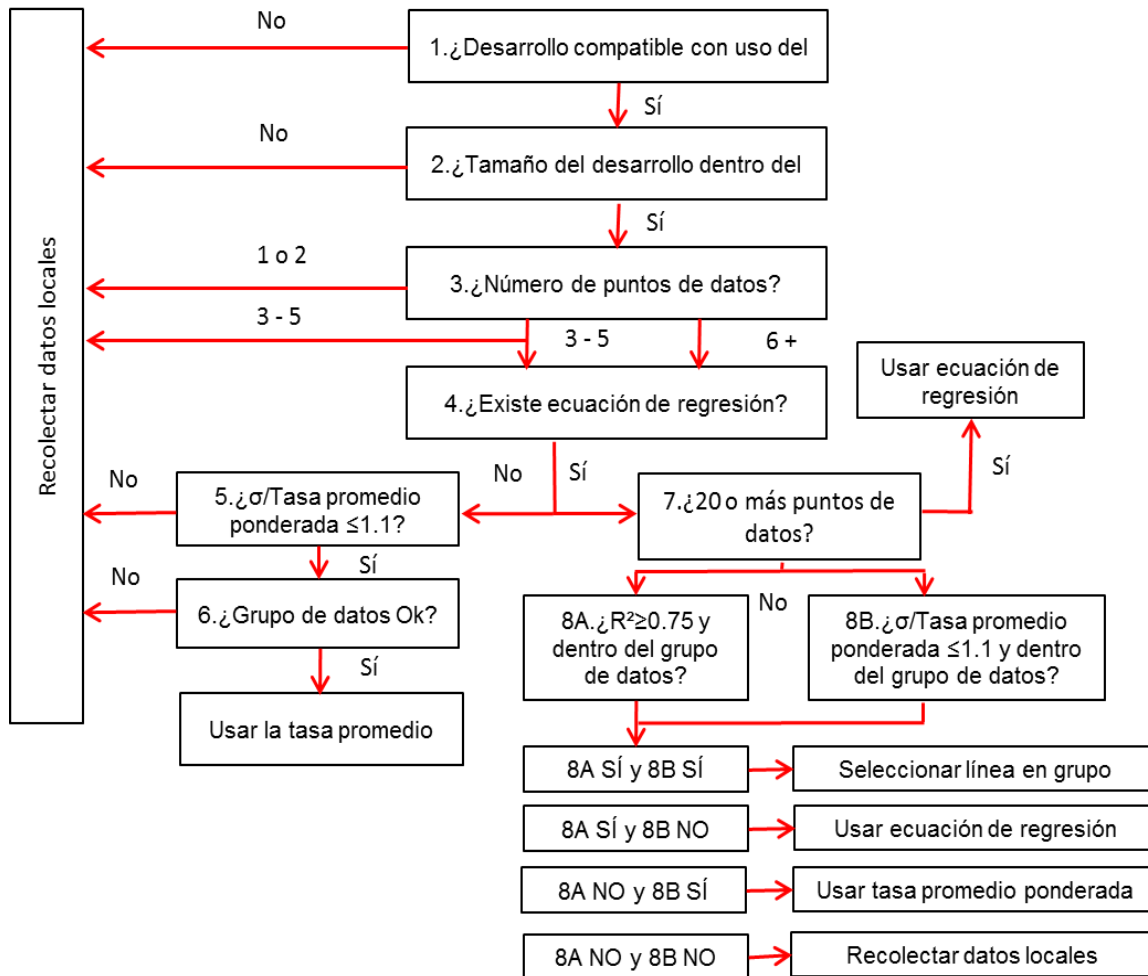 Recolectar datos locales
No
1.¿Desarrollo compatible con uso del
Sí
No
2.¿Tamaño del desarrollo dentro del
Sí
1 o 2
3.¿Número de puntos de datos?
3 - 5
3 - 5
6 +
4.¿Existe ecuación de regresión?
Usar ecuación de
regresión
No
Sí
Sí
No
5.¿σ/Tasa promedio
ponderada ≤1.1?
7.¿20 o más puntos de
datos?
Sí
No
6.¿Grupo de datos Ok?
Sí
Usar la tasa promedio
No
8A.¿R²≥0.75 y
dentro del grupo
de datos?
8B.¿σ/Tasa promedio
ponderada ≤1.1 y dentro
del grupo de datos?
8A SÍ y 8B SÍ
Seleccionar línea en grupo
8A SÍ y 8B NO
Usar ecuación de regresión
8A NO y 8B SÍ
Usar tasa promedio ponderada
8A NO y 8B NO
Recolectar datos locales